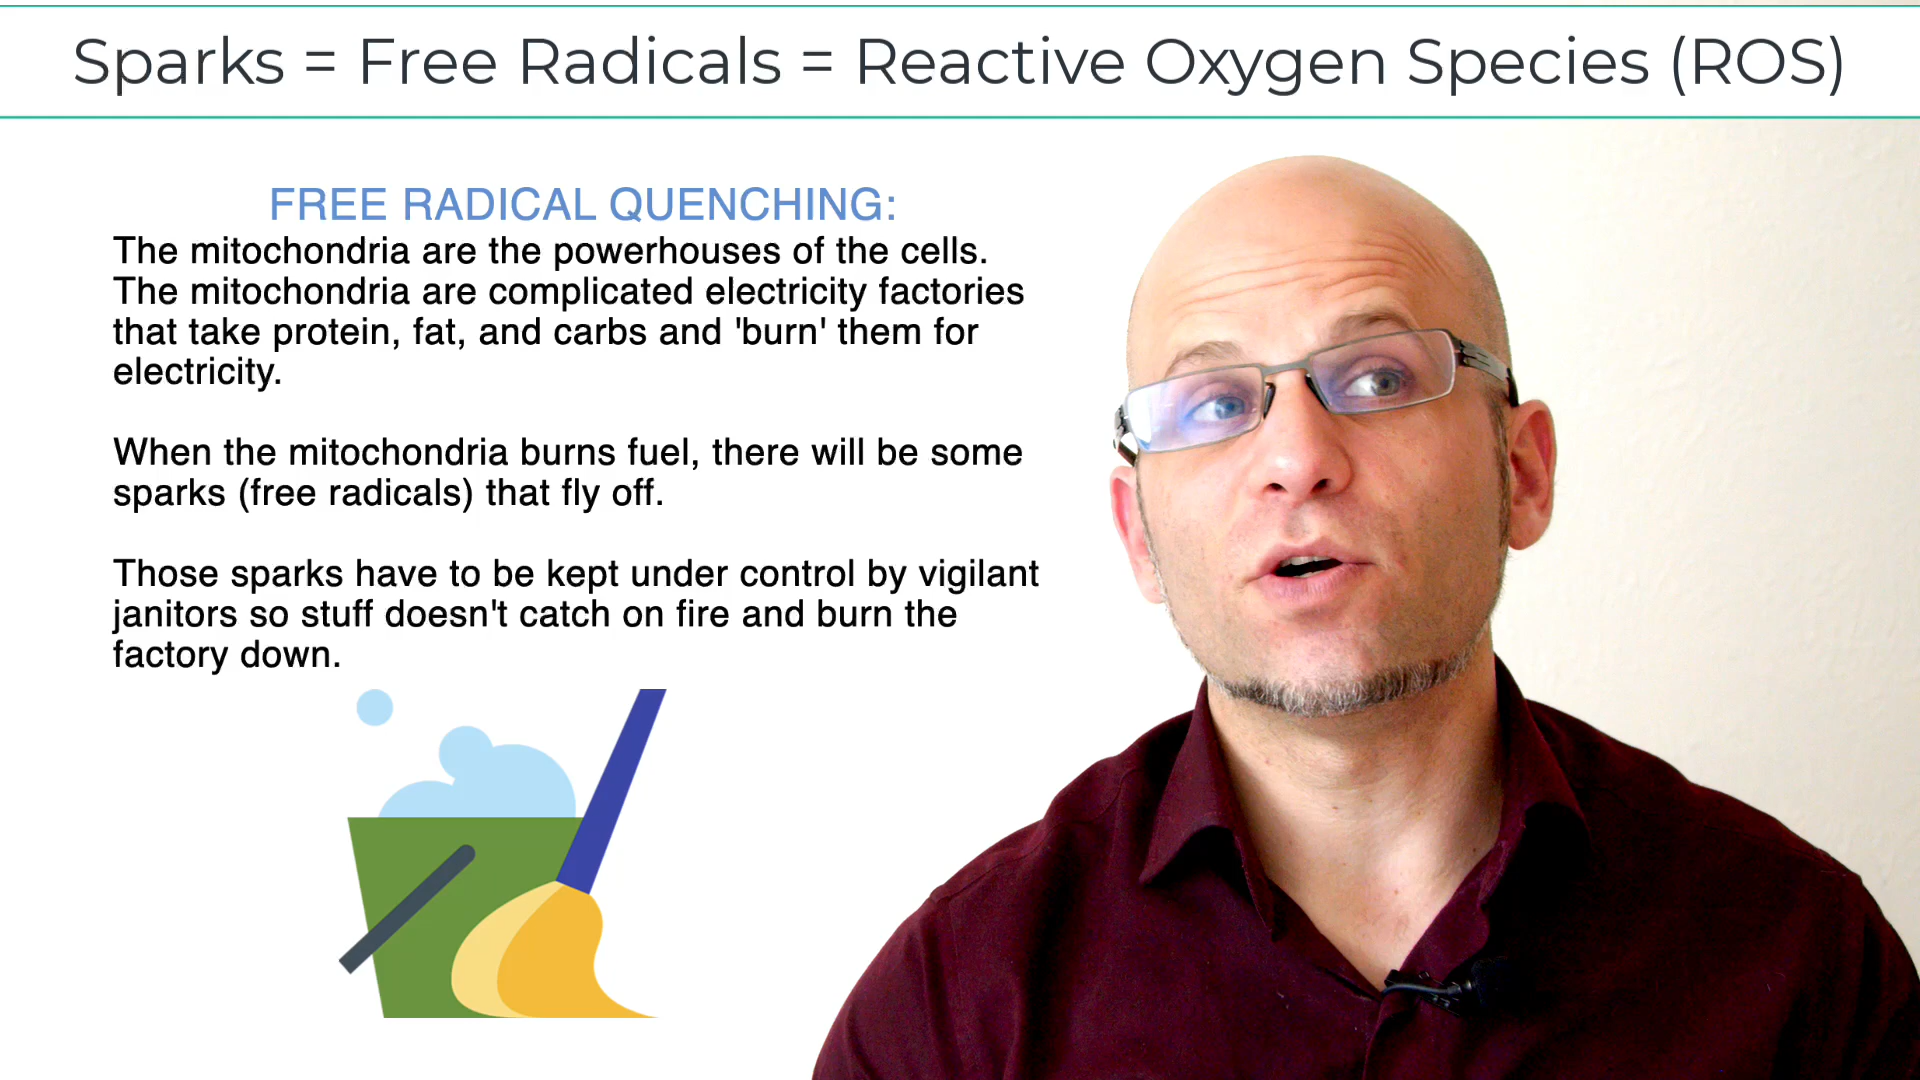 Sparks = Free Radicals = Reactive Oxygen Species (ROS)
FREE RADICAL QUENCHING:
The mitochondria are the powerhouses of the cells.
The mitochondria are complicated electricity factories
that take protein, fat, and carbs and 'burn' them for
electricity.
When the mitochondria burns fuel, there will be some
sparks (free radicals) that fly off.
Those sparks have to be kept under control by vigilant
janitors so stuff doesn't catch on fire and burn the
factory down.